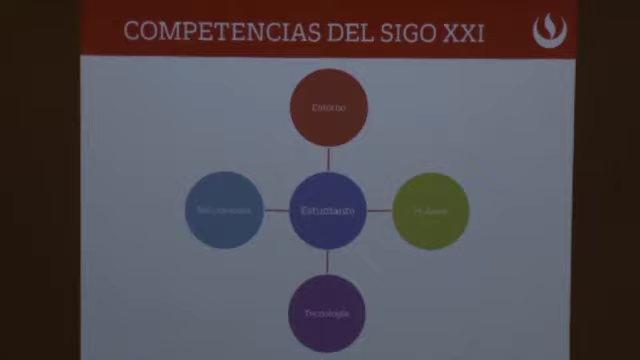 COMPETENCIAS DEL SIGO XXI
Entorno
Estudiante
Tecnología